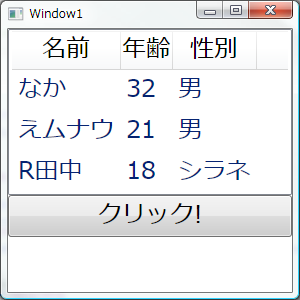 Window1
名前 年齢 性別
なか 32 男
えムナウ 21 男
R田中 18 シラネ
クリック!